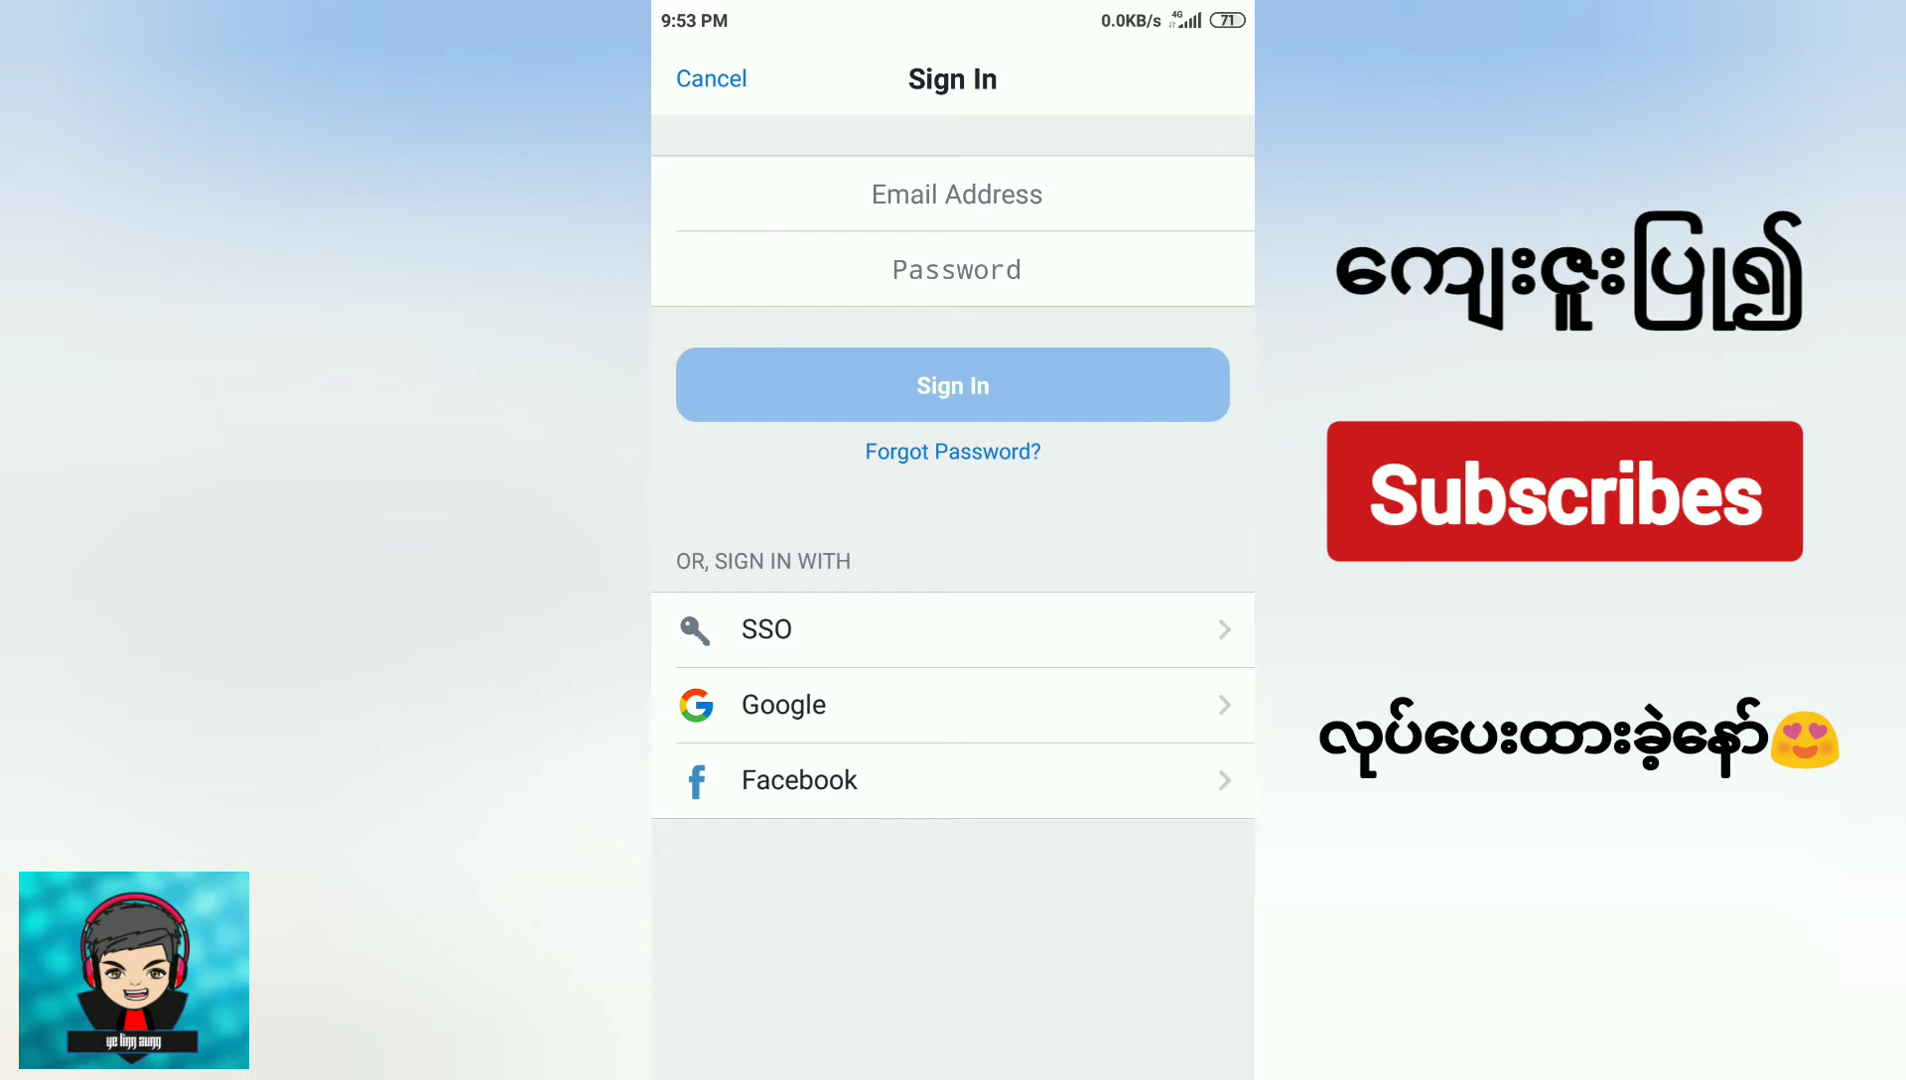 9:53 PM
0.0KB/s 4G 71
Cancel
Sign In
Email Address
Password
Sign In
Forgot Password?
OR, SIGN IN WITH
SSO
Google
Facebook
ကျေးဇူးပြု၍
Subscribes
လုပ်ပေးထားခဲ့နော်😍
ye linn aung